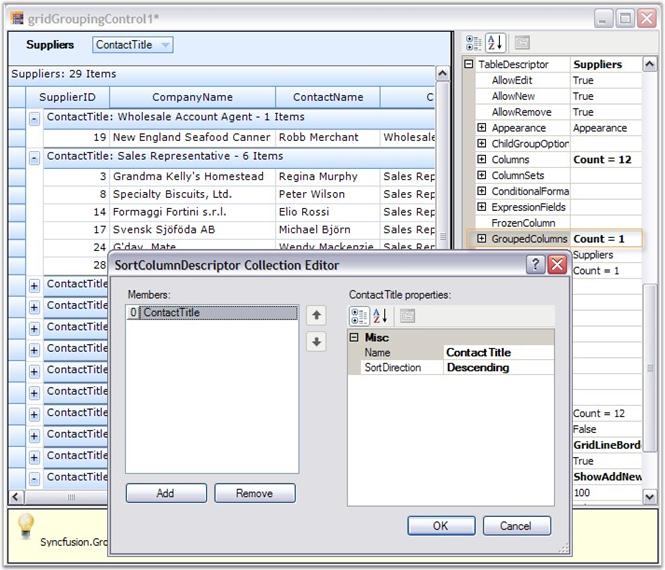 gridGroupingControl1*
Suppliers ContactTitle
Suppliers: 29 Items
SupplierID CompanyName ContactName C
ContactTitle: Wholesale Account Agent - 1 Items
19 New England Seafood Canner Robb Merchant Wholesale
ContactTitle: Sales Representative - 6 Items
3 Grandma Kelly's Homestead Regina Murphy Sales Rep
8 Specialty Biscuits, Ltd. Peter Wilson Sales Rep
14 Formaggi Fortini s.r.l. Elio Rossi Sales Rep
17 Svensk Sjöföda AB Michael Björn Sales Rep
24 G'day, Mate Wendy Mackenzie Sales Rep
28
ContactTitle
ContactTitle
ContactTitle
ContactTitle
ContactTitle
ContactTitle
ContactTitle
ContactTitle
ContactTitle
ContactTitle
TableDescriptor Suppliers
AllowEdit True
AllowNew True
AllowRemove True
Appearance Appearance
ChildGroupOption
Columns Count = 12
ColumnSets
ConditionalForma
ExpressionFields
FrozenColumn
GroupedColumns Count = 1
Suppliers
Count = 1
Count = 12
False
GridLineBorde
True
ShowAddNew
100
SortColumnDescriptor Collection Editor
Members:
0 ContactTitle
Add Remove
ContactTitle properties:
Misc
Name ContactTitle
SortDirection Descending
OK Cancel
Syncfusion.Gro